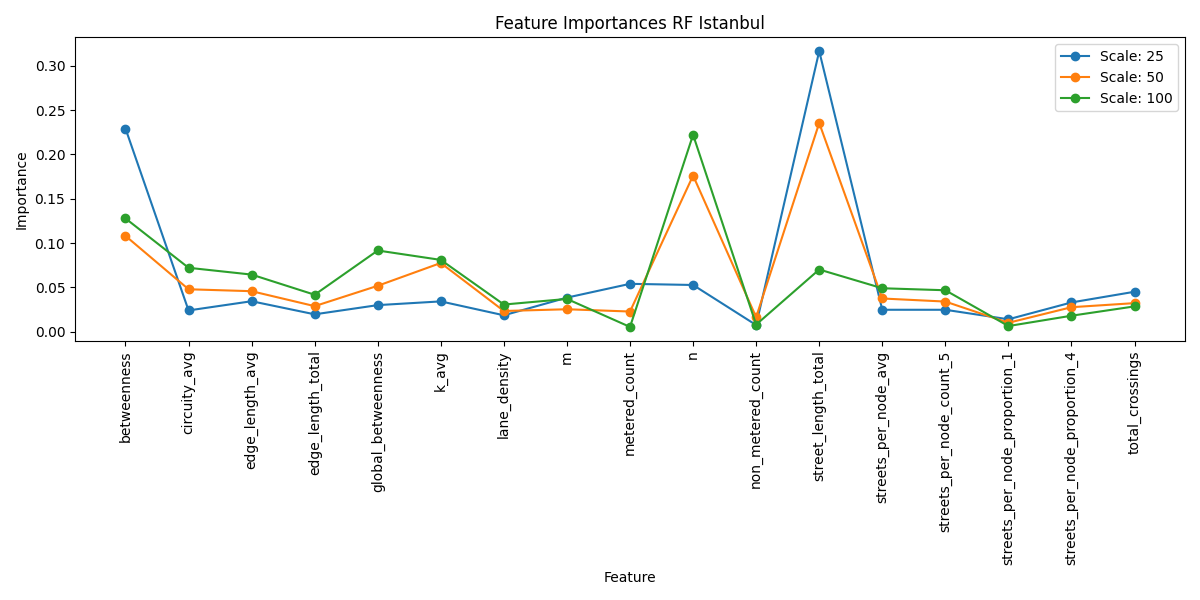 Feature Importances RF Istanbul
Importance
0.30
0.25
0.20
0.15
0.10
0.05
0.00
Scale: 25
Scale: 50
Scale: 100
betweenness
circuity_avg
edge_length_avg
edge_length_total
global_betweenness
k_avg
lane_density
m
metered_count
n
non_metered_count
street_length_total
streets_per_node_avg
streets_per_node_count_5
streets_per_node_proportion_1
streets_per_node_proportion_4
total_crossings
Feature